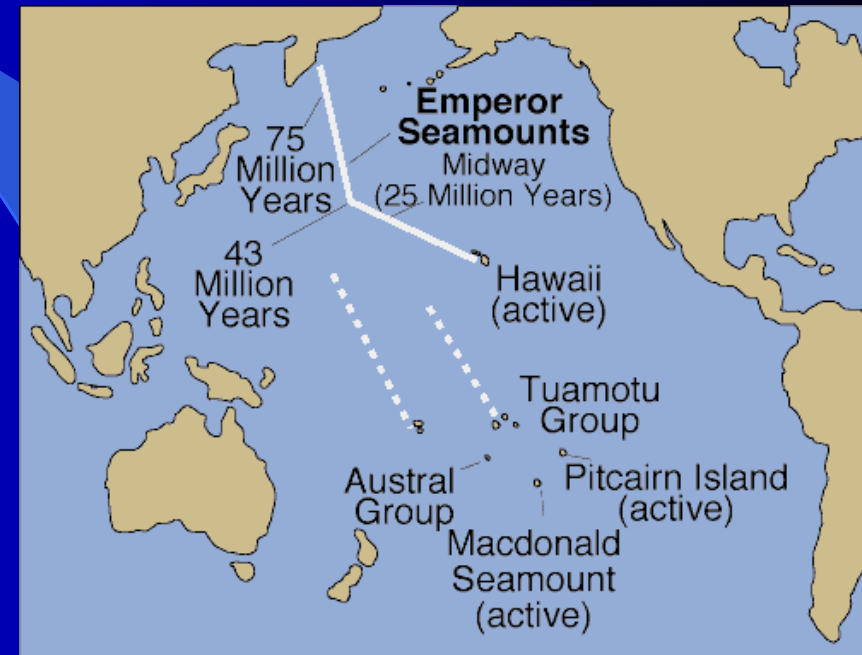 Emperor
Seamounts
75
Million
Years
Midway
(25 Million Years)
43
Million
Years
Hawaii
(active)
Tuamotu
Group
Austral
Group
Pitcairn Island
(active)
Macdonald
Seamount
(active)